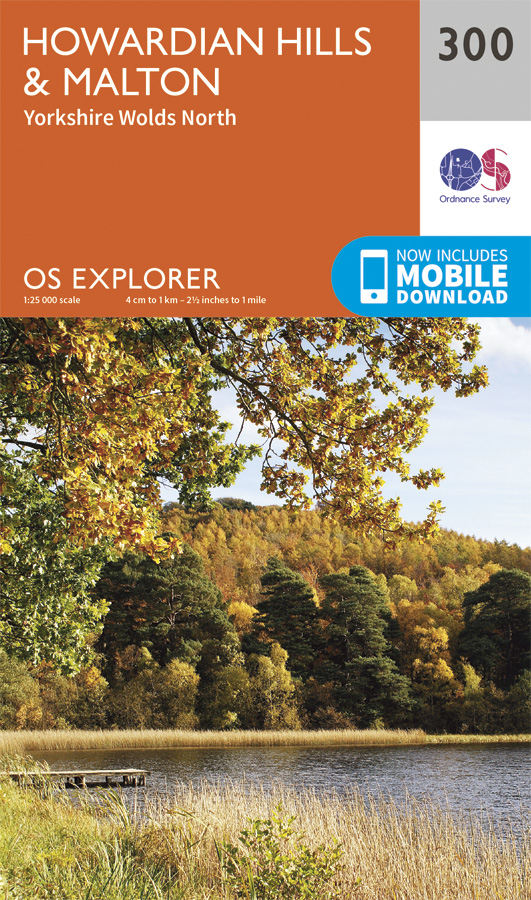 HOWARDIAN HILLS
& MALTON
Yorkshire Wolds North
300
OS
Ordnance Survey
OS EXPLORER
1:25 000 scale 4 cm to 1 km – 2½ inches to 1 mile
NOW INCLUDES
MOBILE
DOWNLOAD